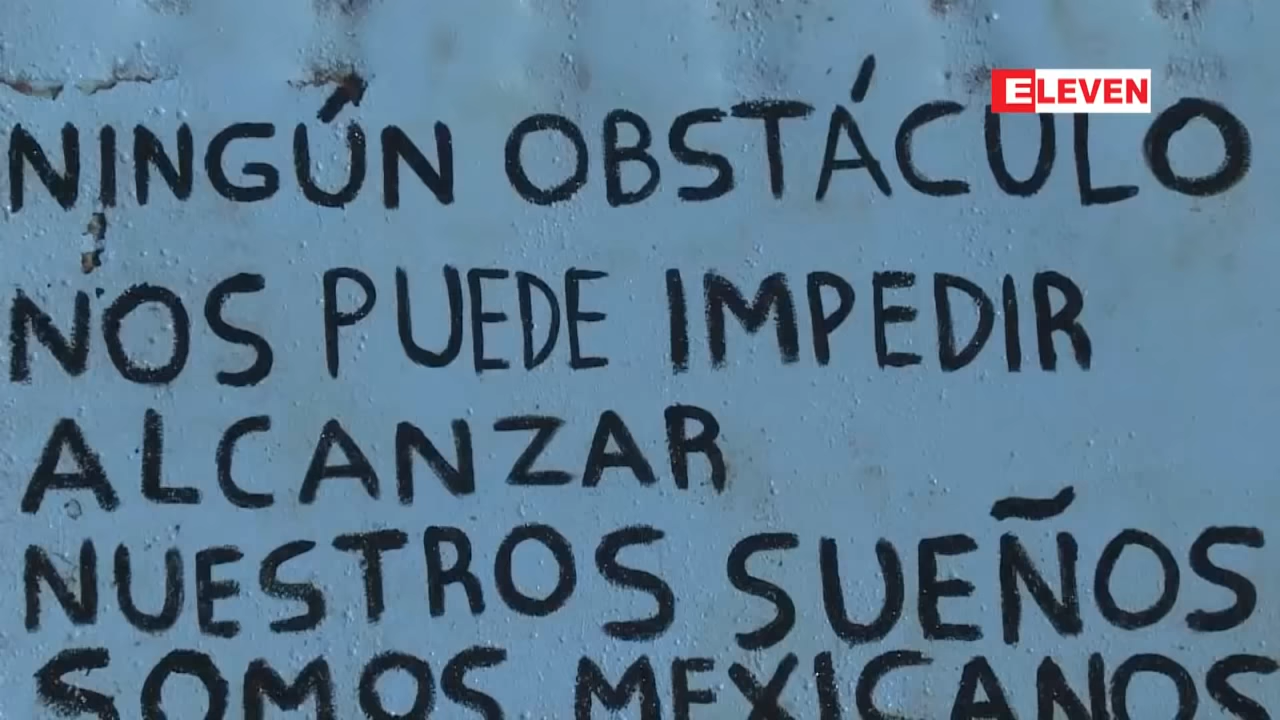 ELEVEN
NINGÚN OBSTÁCULO
NOS PUEDE IMPEDIR
ALCANZAR
NUESTROS SUEÑOS
SOMOS MEXICANOS